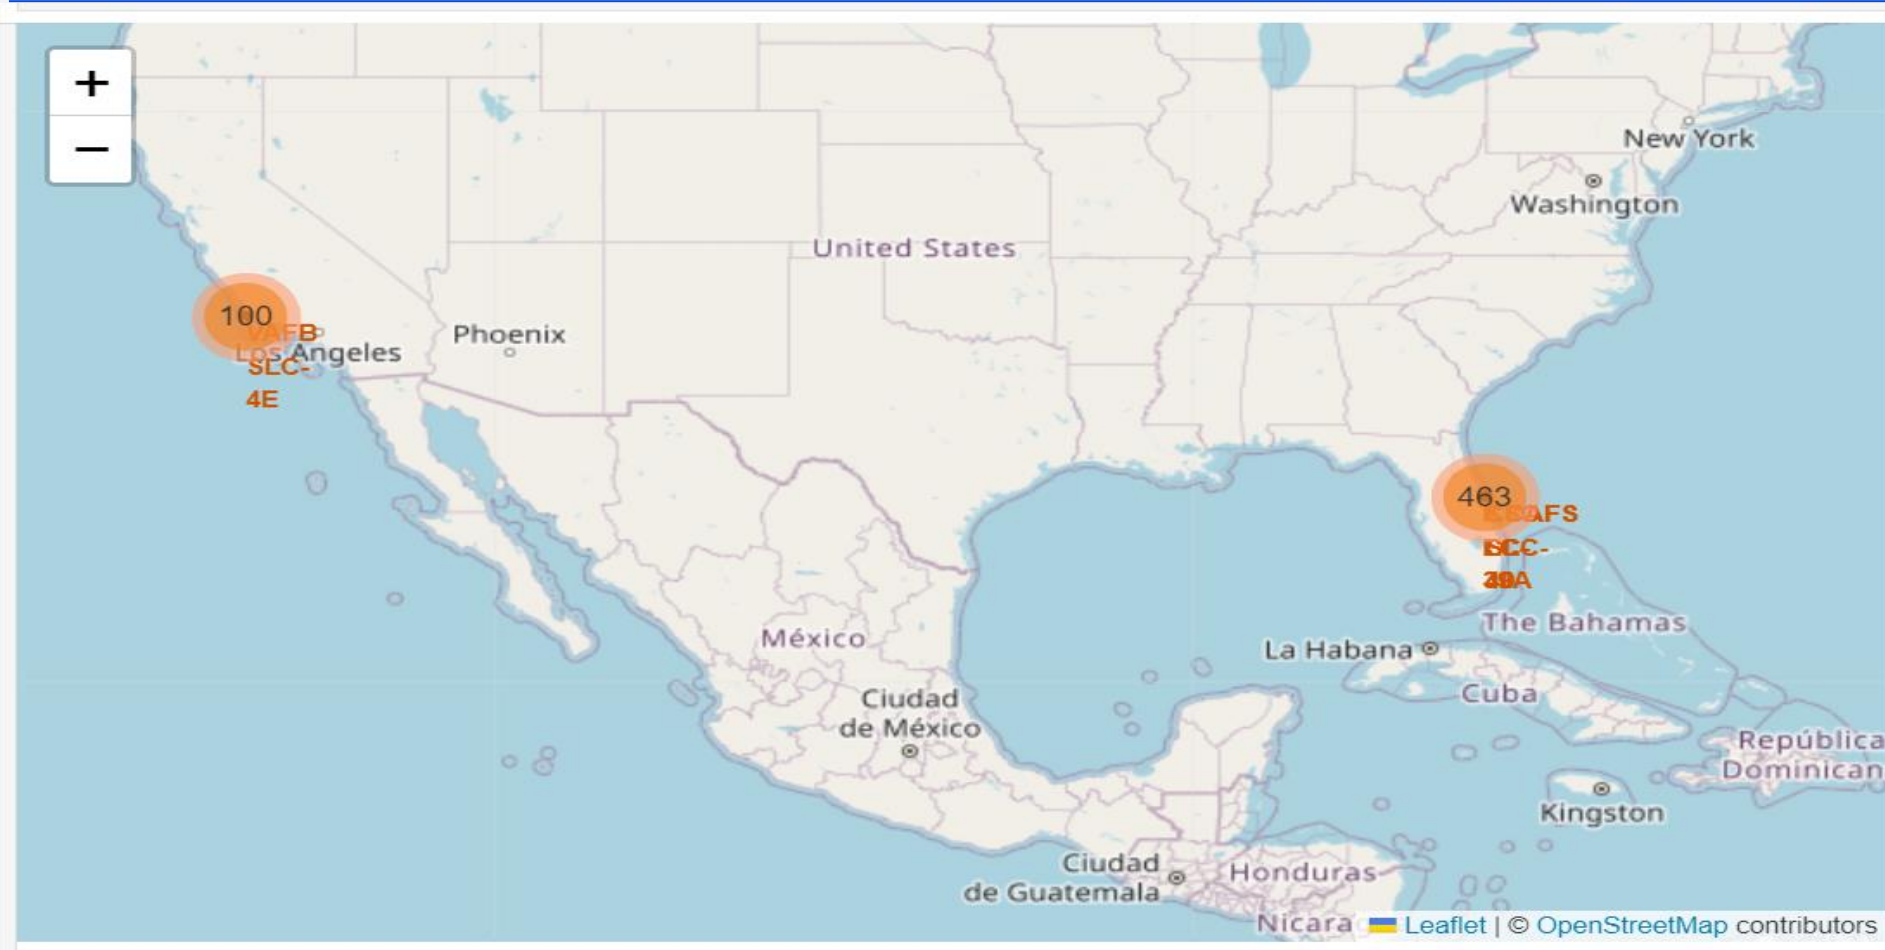 +
−
New York
Washington
United States
100
VAFB
Los Angeles
SLC-
4E
Phoenix
463
The Bahamas
La Habana
México
Cuba
Ciudad
de México
República
Dominican
Kingston
Ciudad
de Guatemala
Honduras
Nicara
Leaflet | © OpenStreetMap contributors